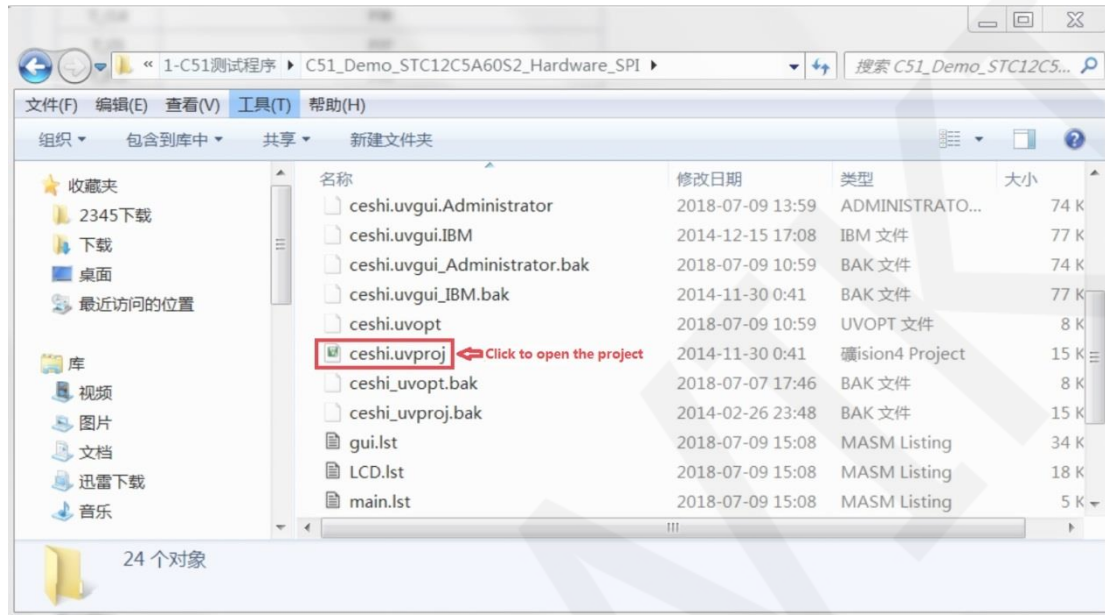 « 1-C51测试程序 ▸ C51_Demo_STC12C5A60S2_Hardware_SPI ▸
搜索 C51_Demo_STC12C5...
文件(F) 编辑(E) 查看(V) 工具(T) 帮助(H)
组织 包含到库中 共享 新建文件夹
收藏夹
2345下载
下载
桌面
最近访问的位置
库
视频
图片
文档
迅雷下载
音乐
名称 修改日期 类型 大小
ceshi.uvgui.Administrator 2018-07-09 13:59 ADMINISTRATO... 74 K
ceshi.uvgui.IBM 2014-12-15 17:08 IBM 文件 77 K
ceshi.uvgui_Administrator.bak 2018-07-09 10:59 BAK 文件 74 K
ceshi.uvgui_IBM.bak 2014-11-30 0:41 BAK 文件 77 K
ceshi.uvopt 2018-07-09 10:59 UVOPT 文件 8 K
ceshi.uvproj Click to open the project 2014-11-30 0:41 礦ision4 Project 15 K
ceshi_uvopt.bak 2018-07-07 17:46 BAK 文件 8 K
ceshi_uvproj.bak 2014-02-26 23:48 BAK 文件 15 K
gui.lst 2018-07-09 15:08 MASM Listing 34 K
LCD.lst 2018-07-09 15:08 MASM Listing 18 K
main.lst 2018-07-09 15:08 MASM Listing 5 K
24 个对象